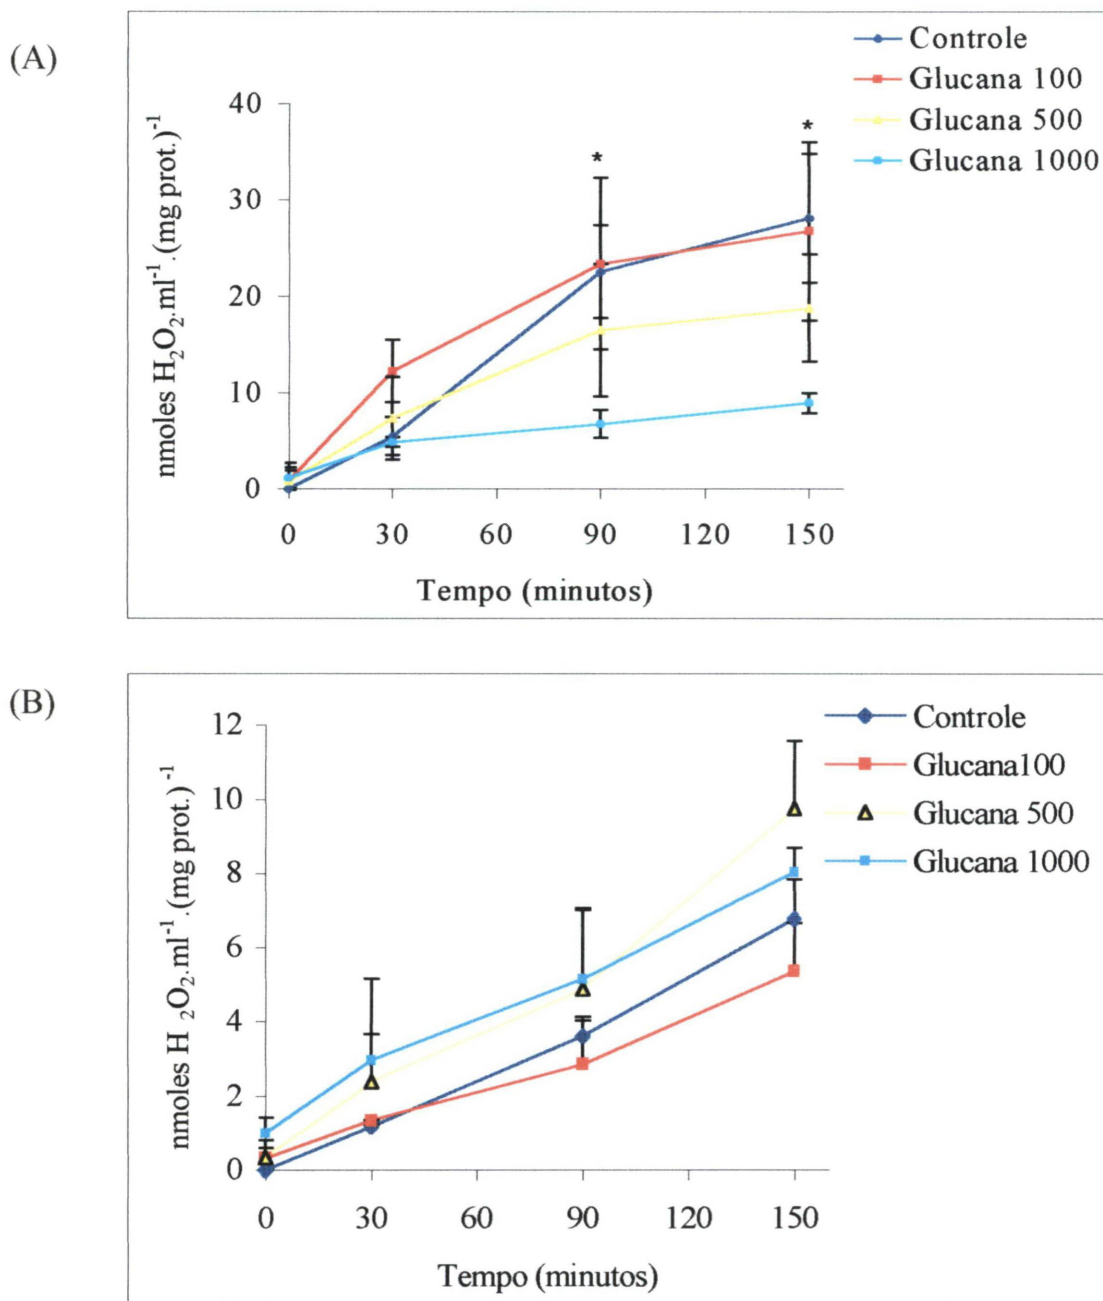 (A)
Controle
Glucana 100
Glucana 500
Glucana 1000
nmoles H₂O₂.ml⁻¹.(mg prot.)⁻¹
40
30
20
10
0
*
*
0 30 60 90 120 150
Tempo (minutos)
(B)
Controle
Glucana100
Glucana 500
Glucana 1000
nmoles H ₂O₂.ml⁻¹.(mg prot.)⁻¹
12
10
8
6
4
2
0
0 30 60 90 120 150
Tempo (minutos)